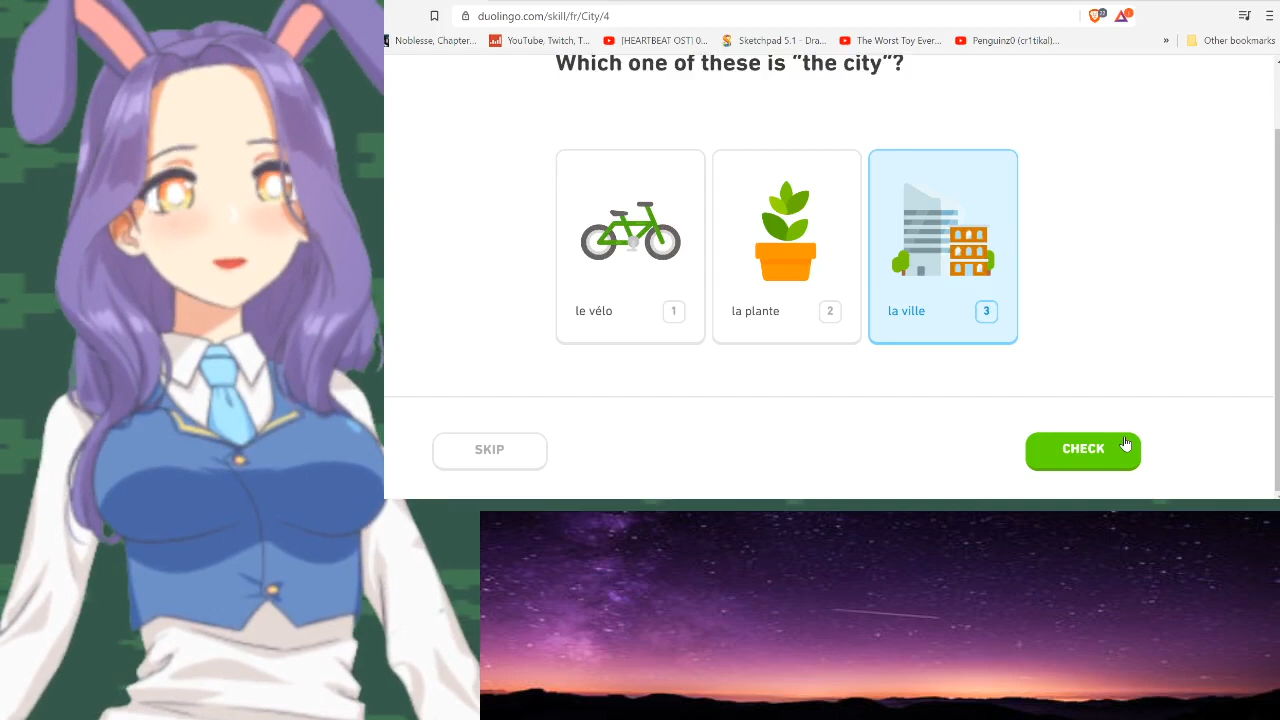 duolingo.com/skill/fr/City/4
Noblesse, Chapter...
YouTube, Twitch, T...
[HEARTBEAT OST] 0...
Sketchpad 5.1 - Dra...
The Worst Toy Ever...
Penguinz0 (cr1tikal)...
»
Other bookmarks
Which one of these is "the city"?
le vélo 1
la plante 2
la ville 3
SKIP
CHECK